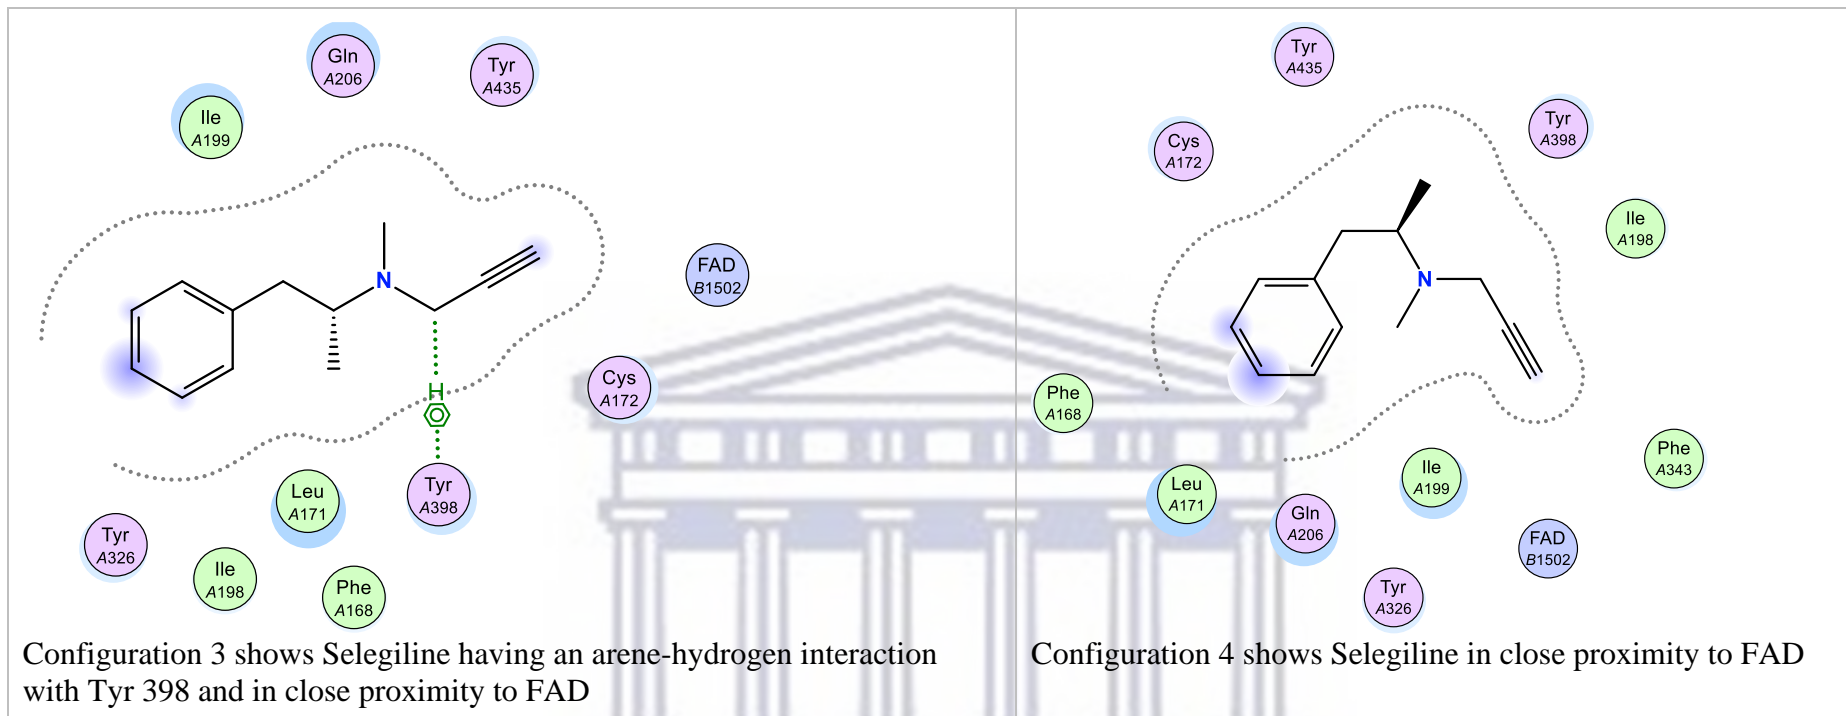 Gln
A206
Tyr
A435
Ile
A199
N
FAD
B1502
Cys
A172
H
Leu
A171
Tyr
A398
Tyr
A326
Ile
A198
Phe
A168
Configuration 3 shows Selegiline having an arene-hydrogen interaction
with Tyr 398 and in close proximity to FAD
Tyr
A435
Tyr
A398
Cys
A172
Ile
A198
N
Phe
A168
Phe
A343
Ile
A199
Leu
A171
Gln
A206
FAD
B1502
Tyr
A326
Configuration 4 shows Selegiline in close proximity to FAD